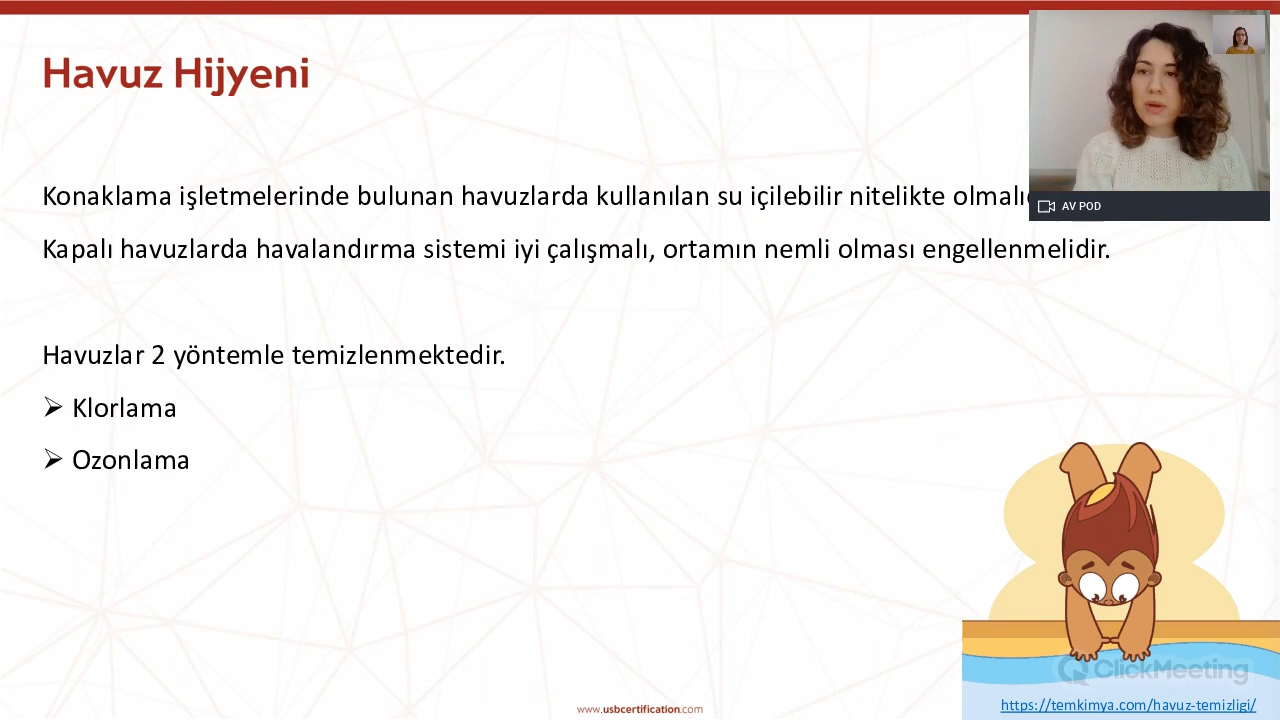 Havuz Hijyeni
Konaklama işletmelerinde bulunan havuzlarda kullanılan su içilebilir nitelikte
AV POD
Kapalı havuzlarda havalandırma sistemi iyi çalışmalı, ortamın nemli olması engellenmelidir.
Havuzlar 2 yöntemle temizlenmektedir.
➢ Klorlama
➢ Ozonlama
ClickMeeting
https://temkimya.com/havuz-temizligi/
www.usbcertification.com